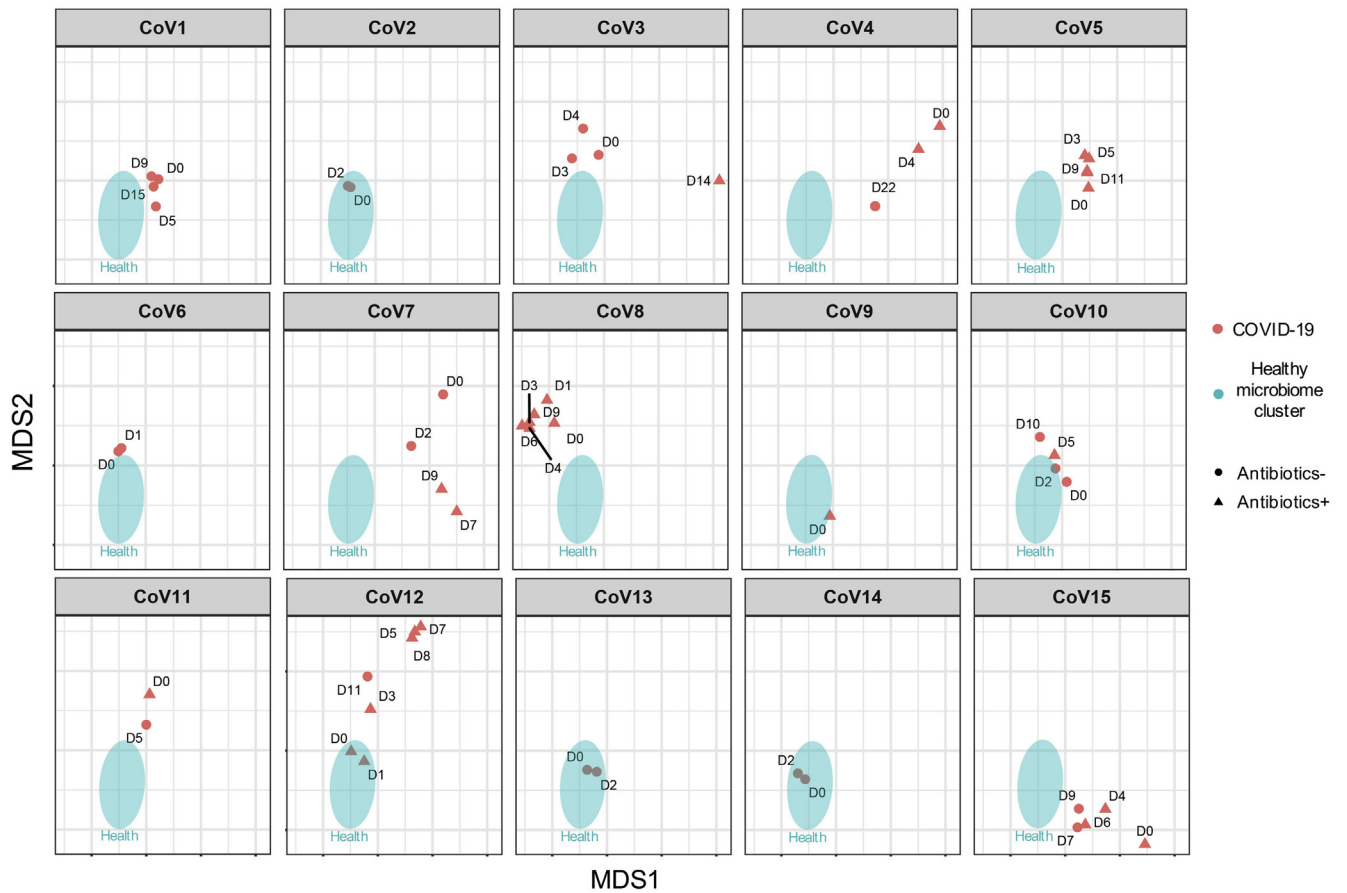 CoV1 CoV2 CoV3 CoV4 CoV5
D9 D0
D15
D5
Health
D2
D0
Health
D4
D0
D3
D14
Health
D0
D4
D22
Health
D3 D5
D9
D11
D0
Health
CoV6 CoV7 CoV8 CoV9 CoV10
D1
D0
Health
D0
D2
D9
D7
Health
D3 D1
D9
D6 D0
D4
Health
D0
Health
D10
D5
D2
D0
Health
CoV11 CoV12 CoV13 CoV14 CoV15
D0
D5
Health
D5 D7
D8
D11 D3
D0
D1
Health
D0
D2
Health
D2
D0
Health
D9 D4
D6
D7 D0
Health
MDS2
MDS1
COVID-19
Healthy
microbiome
cluster
Antibiotics-
Antibiotics+